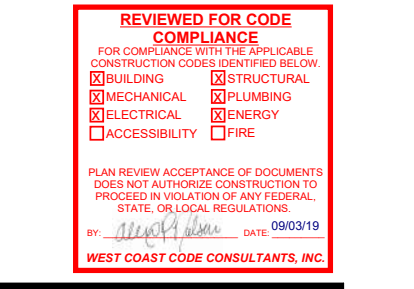 REVIEWED FOR CODE
COMPLIANCE
FOR COMPLIANCE WITH THE APPLICABLE
CONSTRUCTION CODES IDENTIFIED BELOW.
X BUILDING X STRUCTURAL
X MECHANICAL X PLUMBING
X ELECTRICAL X ENERGY
ACCESSIBILITY FIRE
PLAN REVIEW ACCEPTANCE OF DOCUMENTS
DOES NOT AUTHORIZE CONSTRUCTION TO
PROCEED IN VIOLATION OF ANY FEDERAL,
STATE, OR LOCAL REGULATIONS.
BY: DATE: 09/03/19
WEST COAST CODE CONSULTANTS, INC.